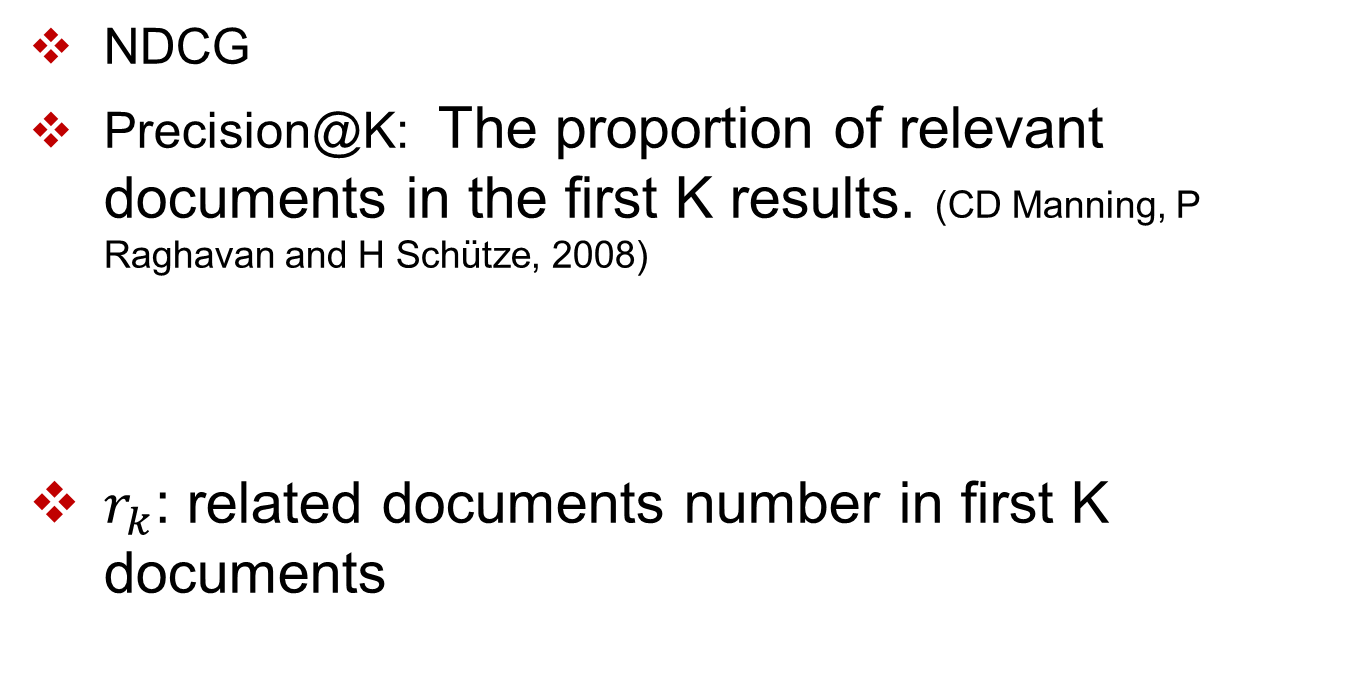 ❖ NDCG
❖ Precision@K: The proportion of relevant
documents in the first K results. (CD Manning, P
Raghavan and H Schütze, 2008)
❖ 𝑟𝑘: related documents number in first K
documents